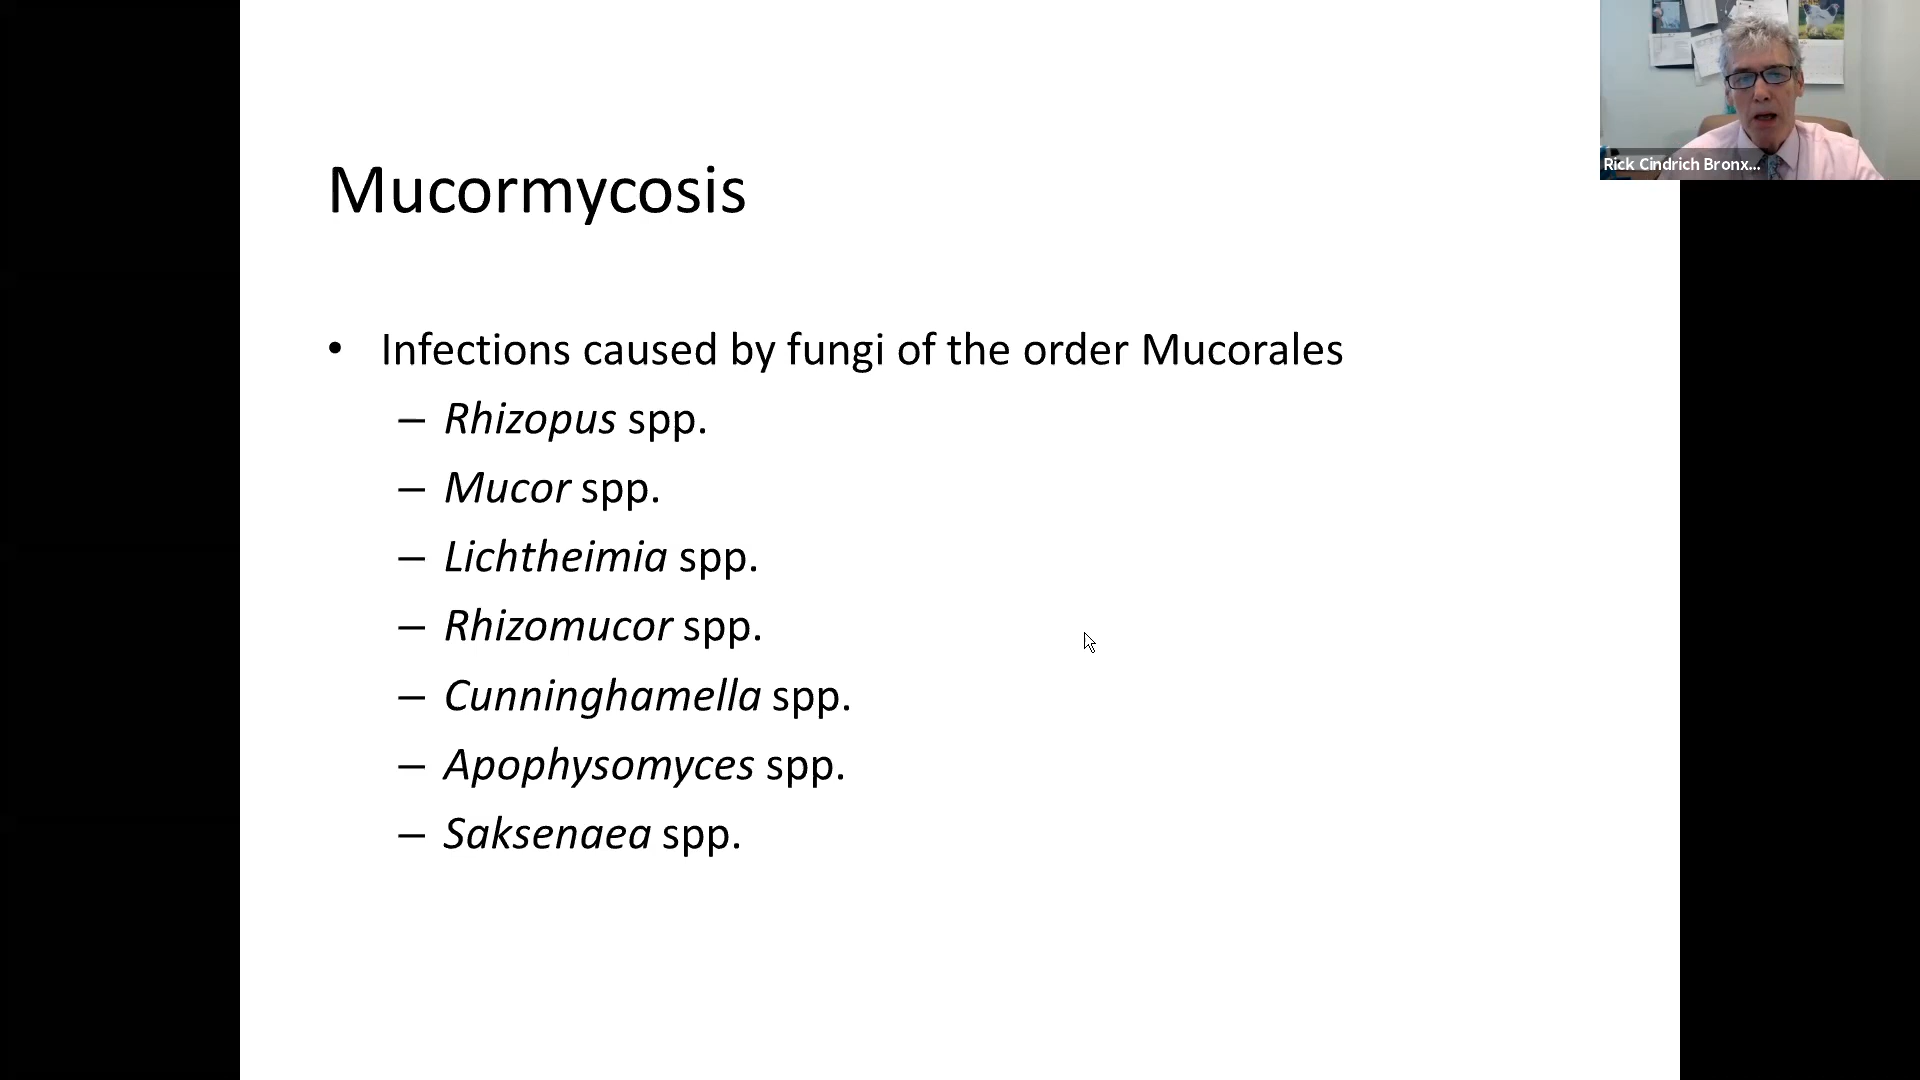 Rick Cindrich Bronx...
Mucormycosis
• Infections caused by fungi of the order Mucorales
– Rhizopus spp.
– Mucor spp.
– Lichtheimia spp.
– Rhizomucor spp.
– Cunninghamella spp.
– Apophysomyces spp.
– Saksenaea spp.